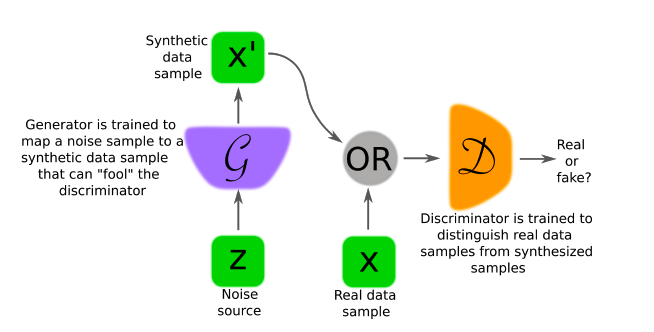 Synthetic
data
sample
x'
Generator is trained to
map a noise sample to a
synthetic data sample
that can "fool" the
discriminator
G
OR
D
Real
or
fake?
Discriminator is trained to
distinguish real data
samples from synthesized
samples
z
Noise
source
x
Real data
sample